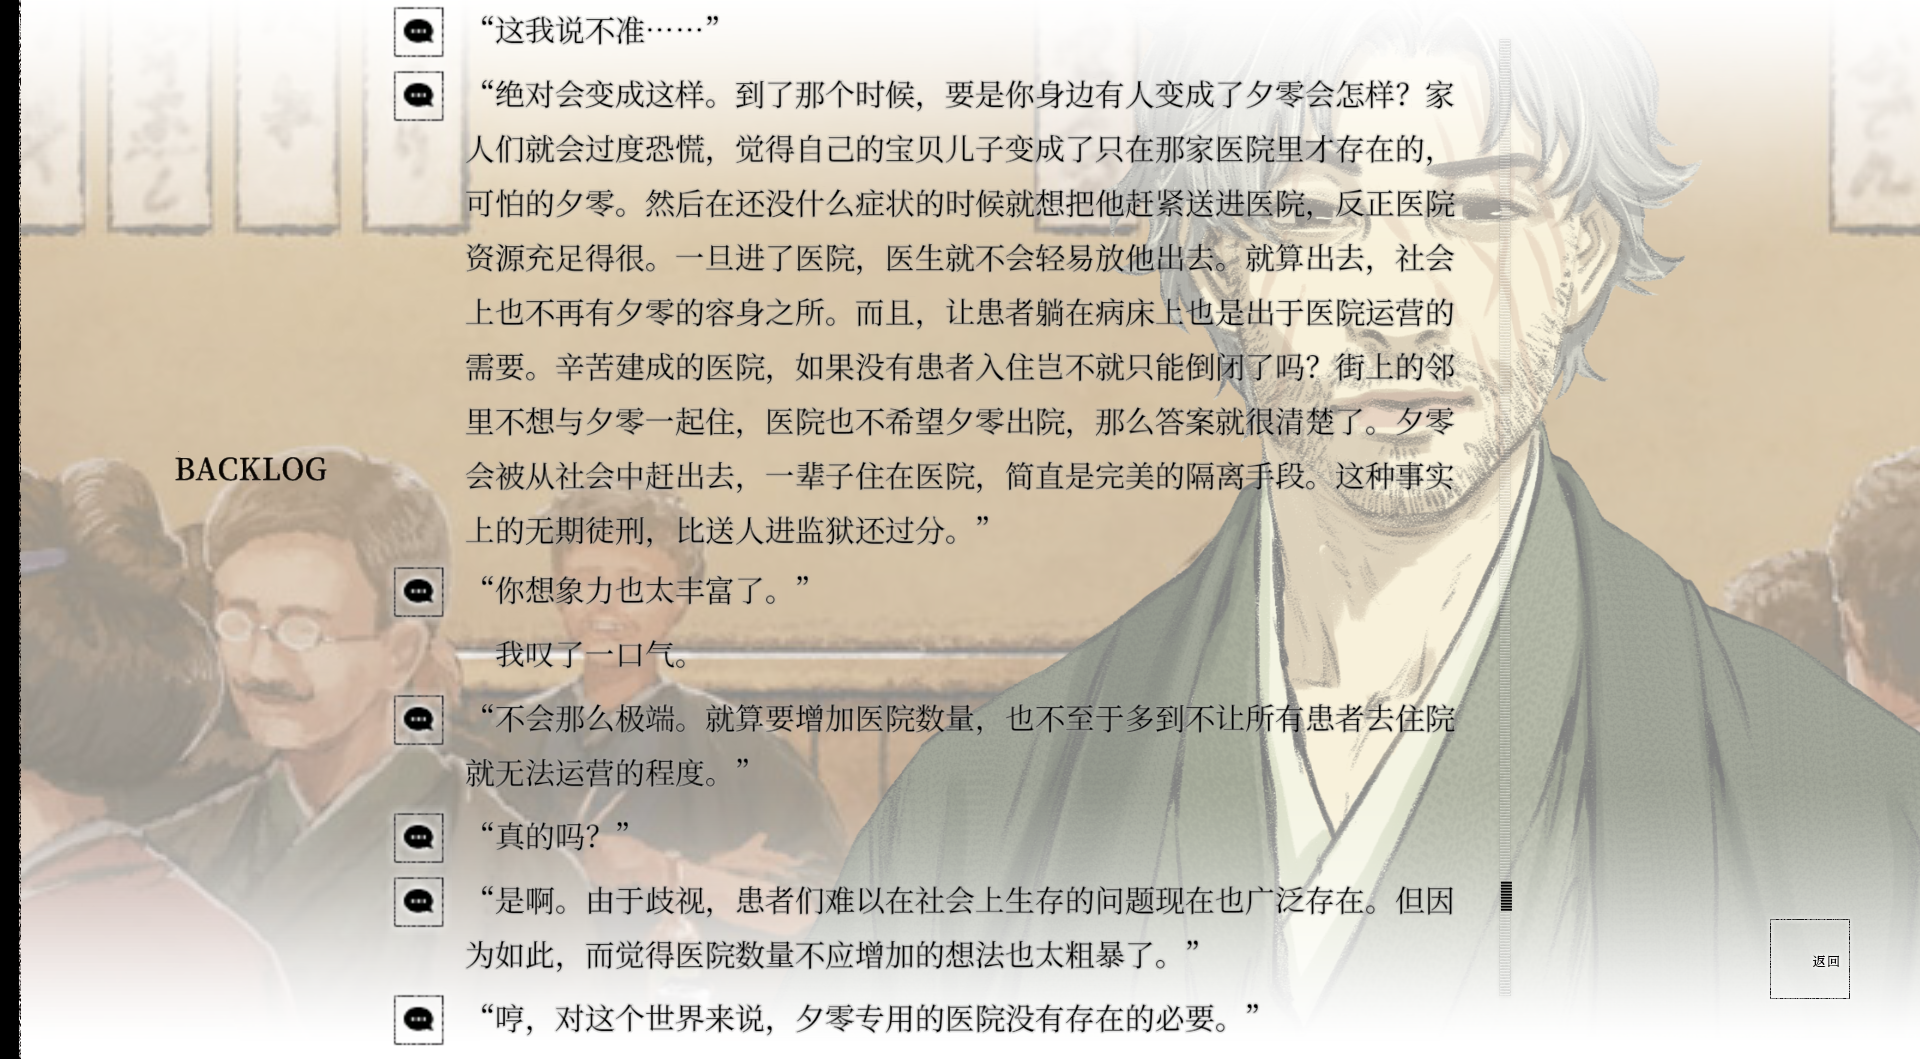 “这我说不准……”
“绝对会变成这样。到了那个时候，要是你身边有人变成了夕零会怎样？家
人们就会过度恐慌，觉得自己的宝贝儿子变成了只在那家医院里才存在的，
可怕的夕零。然后在还没什么症状的时候就想把他赶紧送进医院，反正医院
资源充足得很。一旦进了医院，医生就不会轻易放他出去。就算出去，社会
上也不再有夕零的容身之所。而且，让患者躺在病床上也是出于医院运营的
需要。辛苦建成的医院，如果没有患者入住岂不就只能倒闭了吗？街上的邻
里不想与夕零一起住，医院也不希望夕零出院，那么答案就很清楚了。夕零
会被从社会中赶出去，一辈子住在医院，简直是完美的隔离手段。这种事实
上的无期徒刑，比送人进监狱还过分。”
BACKLOG
“你想象力也太丰富了。”
我叹了一口气。
“不会那么极端。就算要增加医院数量，也不至于多到不让所有患者去住院
就无法运营的程度。”
“真的吗？”
“是啊。由于歧视，患者们难以在社会上生存的问题现在也广泛存在。但因
为如此，而觉得医院数量不应增加的想法也太粗暴了。”
“哼，对这个世界来说，夕零专用的医院没有存在的必要。”
返回